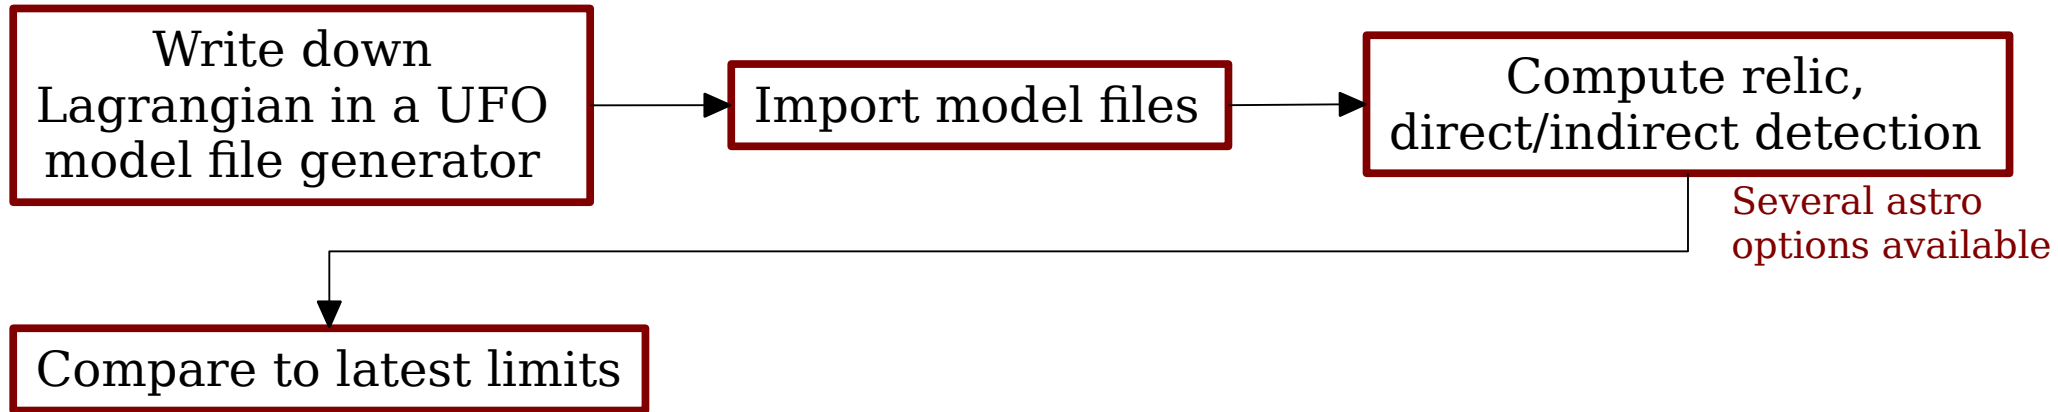 Write down
Lagrangian in a UFO
model file generator
Import model files
Compute relic,
direct/indirect detection
Several astro
options available
Compare to latest limits